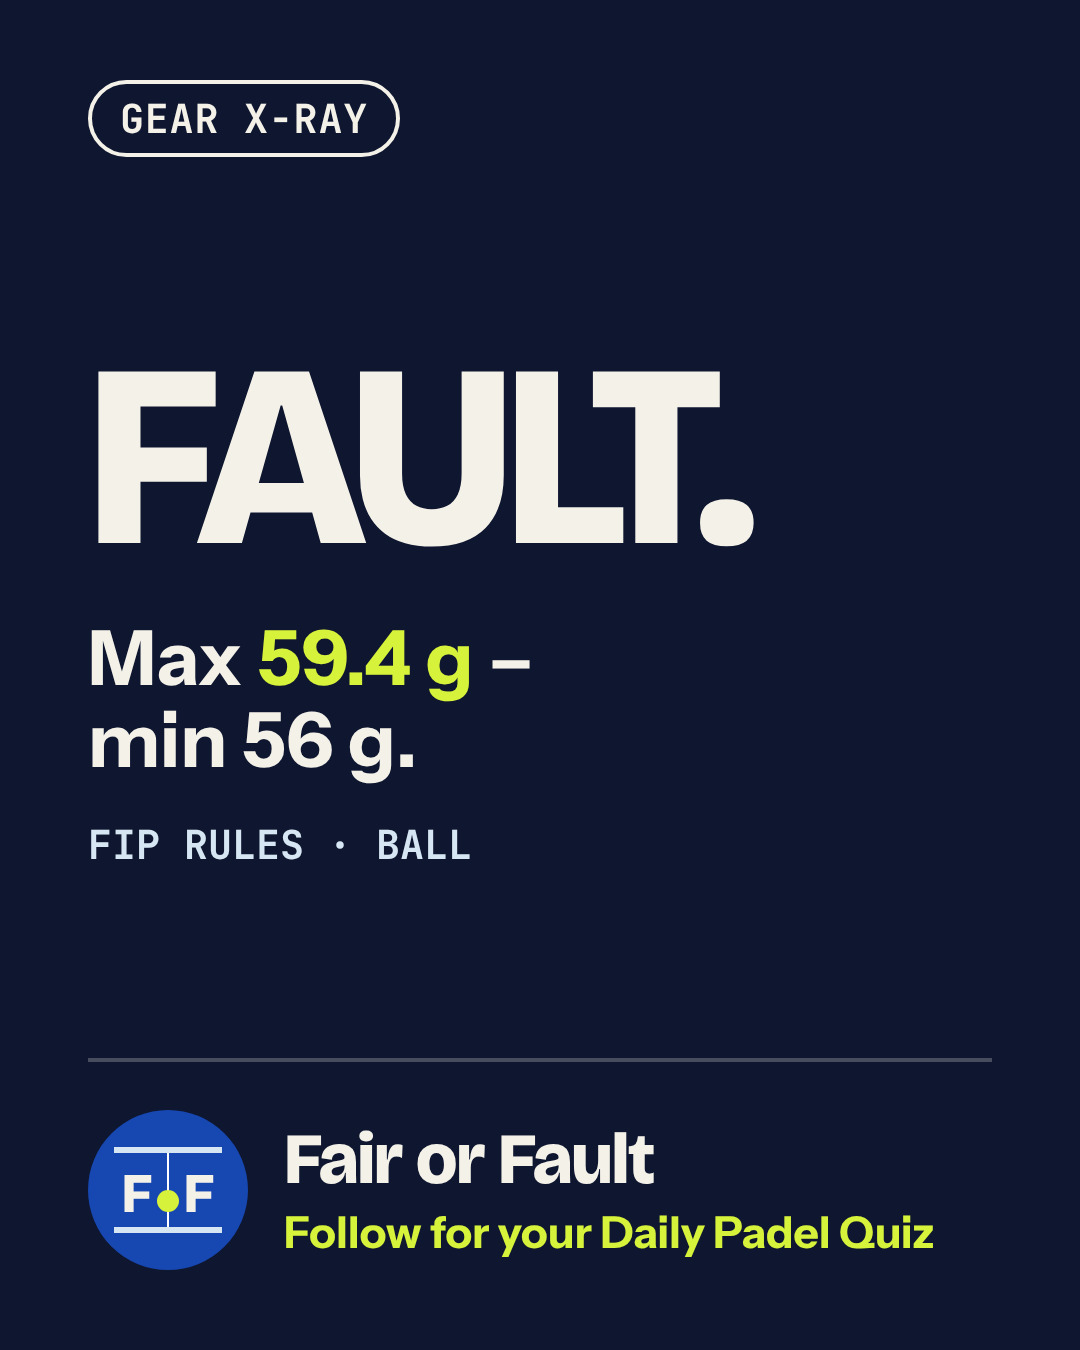 GEAR X-RAY
FAULT.
Max 59.4 g –
min 56 g.
FIP RULES · BALL
F F
Fair or Fault
Follow for your Daily Padel Quiz